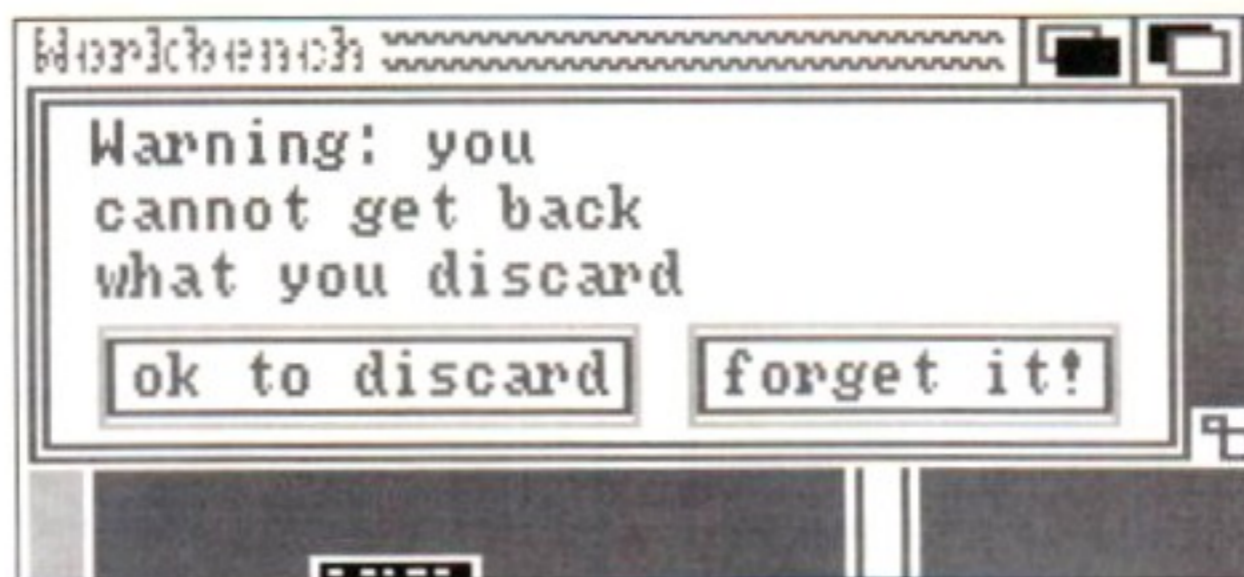 Workbench
Warning: you
cannot get back
what you discard
ok to discard
forget it!